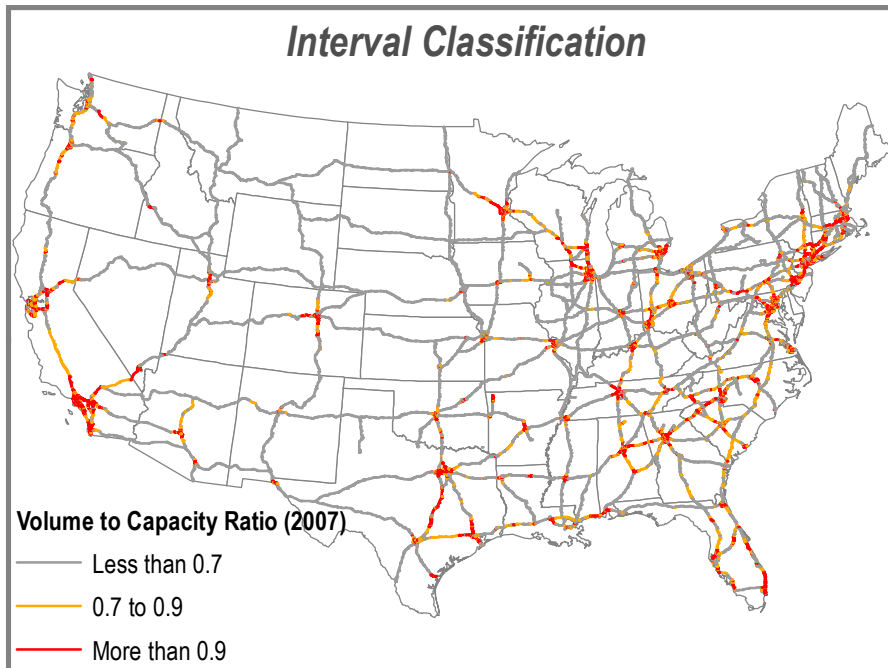 Interval Classification
Volume to Capacity Ratio (2007)
Less than 0.7
0.7 to 0.9
More than 0.9